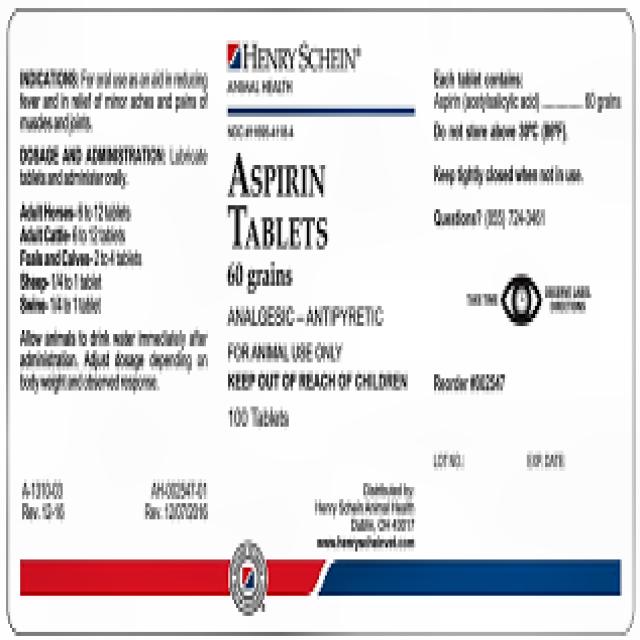 INDICATIONS: For oral use as an aid in reducing
fever and in relief of minor aches and pains of
muscles and joints.
DOSAGE AND ADMINISTRATION: Lubricate
tablets and administer orally.
Adult Horses- 6 to 12 tablets
Adult Cattle- 6 to 12 tablets
Foals and Calves- 2 to 4 tablets
Sheep- 1/4 to 1 tablet
Swine- 1/4 to 1 tablet
Allow animals to drink water immediately after
administration. Adjust dosage depending on
body weight and observed response.
A-1310-03
Rev. 12-16
AH-002547-01
Rev. 12/07/2016
HENRY SCHEIN®
ANIMAL HEALTH
NDC
ASPIRIN
TABLETS
60 grains
ANALGESIC – ANTIPYRETIC
FOR ANIMAL USE ONLY
KEEP OUT OF REACH OF CHILDREN
100 Tablets
Distributed by:
Henry Schein Animal Health
Dublin, OH 43017
www.henryscheinvet.com
Each tablet contains:
Aspirin (acetylsalicylic acid) ............ 60 grains
Do not store above 30ºC (86ºF).
Keep tightly closed when not in use.
Questions? (855) 724-3461
TAKE TIME
OBSERVE LABEL
DIRECTIONS
Reorder #002547
LOT NO.:
EXP. DATE: